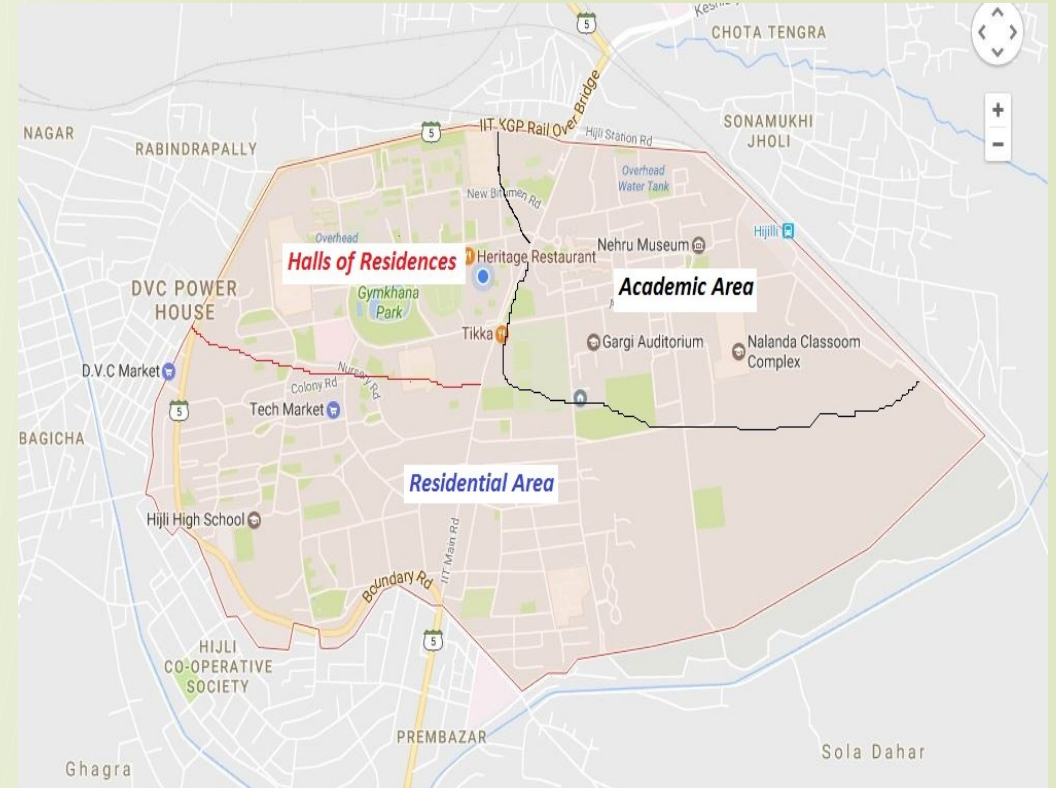 5
CHOTA TENGRA
+
−
NAGAR
RABINDRAPALLY
5
IIT KGP Rail Over Bridge
Hijli Station Rd
SONAMUKHI
JHOLI
Overhead
Water Tank
New Bitumen Rd
Overhead
Halls of Residences
Heritage Restaurant
Nehru Museum
Hijilli
DVC POWER
HOUSE
Gymkhana
Park
Academic Area
Tikka
Gargi Auditorium
Nalanda Classoom
Complex
D.V.C Market
Nursery Rd
Colony Rd
Tech Market
5
BAGICHA
Residential Area
Hijli High School
IIT Main Rd
Boundary Rd
5
HIJLI
CO-OPERATIVE
SOCIETY
PREMBAZAR
Sola Dahar
Ghagra